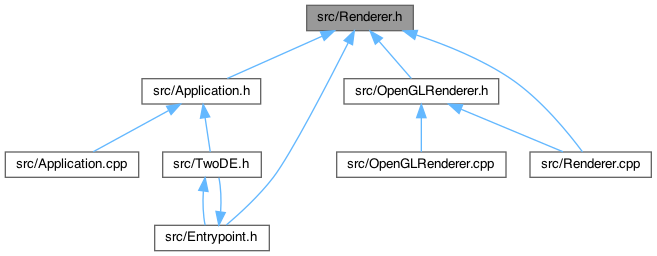 src/Renderer.h
src/Application.h
src/OpenGLRenderer.h
src/Application.cpp
src/TwoDE.h
src/OpenGLRenderer.cpp
src/Renderer.cpp
src/Entrypoint.h